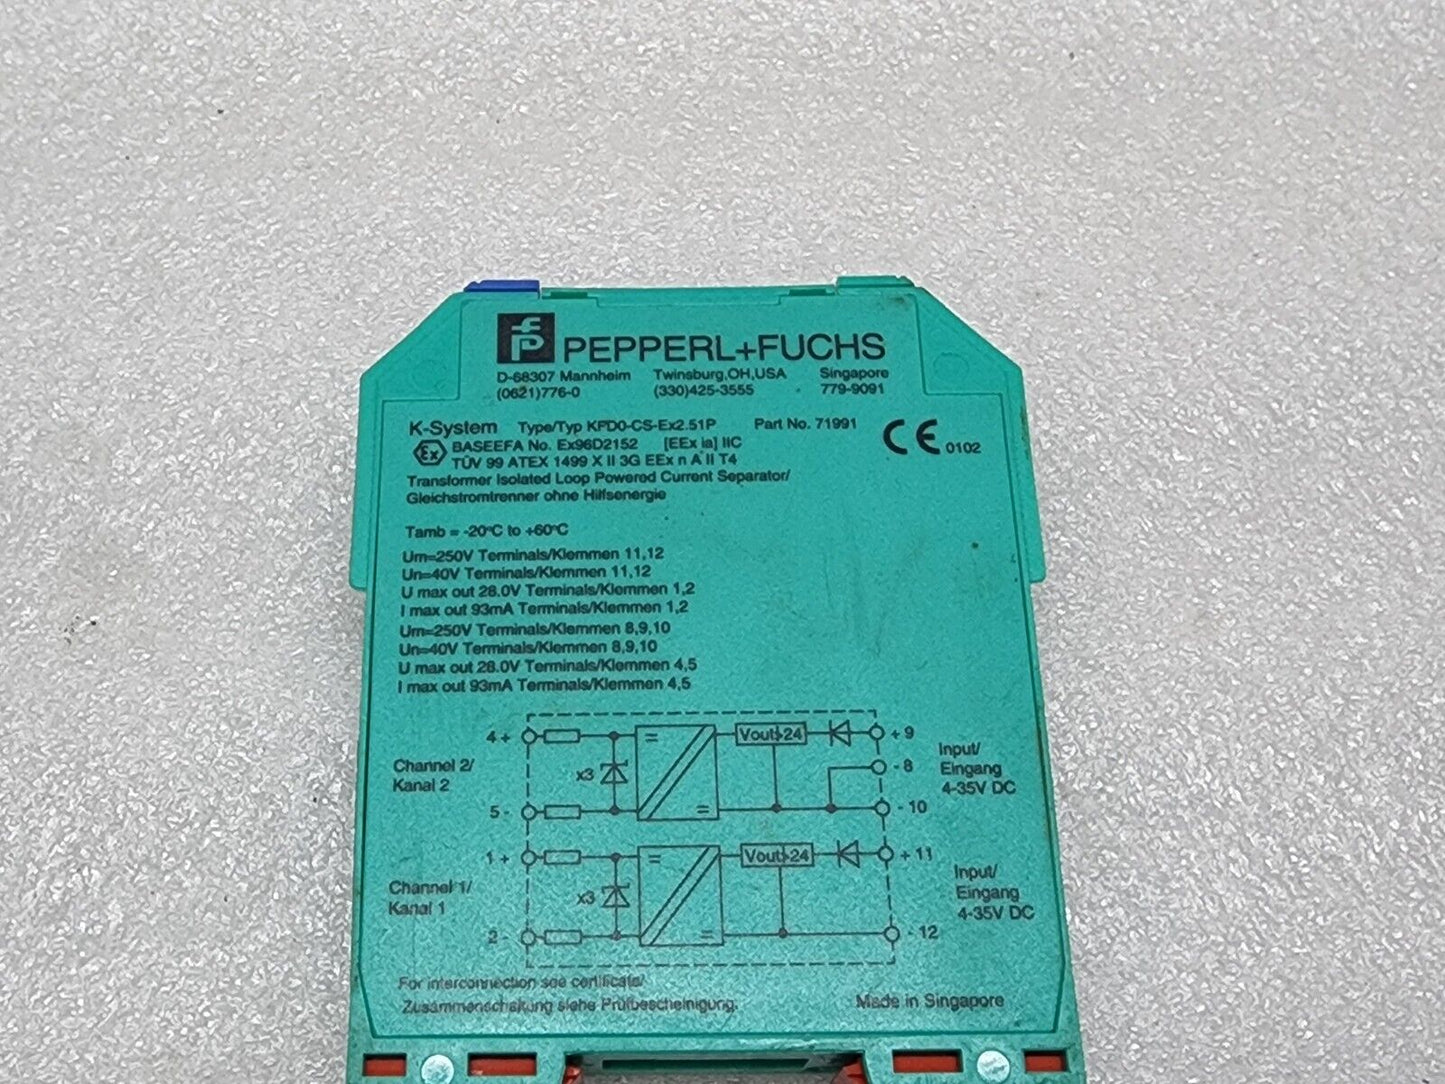 PEPPERL+FUCHS
D-68307 Mannheim Twinsburg,OH,USA Singapore
(0621)776-0 (330)425-3555 779-9091
K-System Type/Typ KFD0-CS-Ex2.51P Part No. 71991
BASEEFA No. Ex96D2152 [EEx ia] IIC
CE 0102
TÜV 99 ATEX 1499 X II 3G EEx n A II T4
Transformer Isolated Loop Powered Current Separator/
Gleichstromtrenner ohne Hilfsenergie
Tamb = -20°C to +60°C
Um=250V Terminals/Klemmen 11,12
Un=40V Terminals/Klemmen 11,12
U max out 28.0V Terminals/Klemmen 1,2
I max out 93mA Terminals/Klemmen 1,2
Um=250V Terminals/Klemmen 8,9,10
Un=40V Terminals/Klemmen 8,9,10
U max out 28.0V Terminals/Klemmen 4,5
I max out 93mA Terminals/Klemmen 4,5
4 + = Vout>24 + 9
Channel 2/ x3 - 8 Input/
Kanal 2 Eingang
5 - = - 10 4-35V DC
1 + = Vout>24 + 11
Channel 1/ x3 Input/
Kanal 1 Eingang
2 - = - 12 4-35V DC
For interconnection see certificate/
Zusammenschaltung siehe Prüfbescheinigung. Made in Singapore